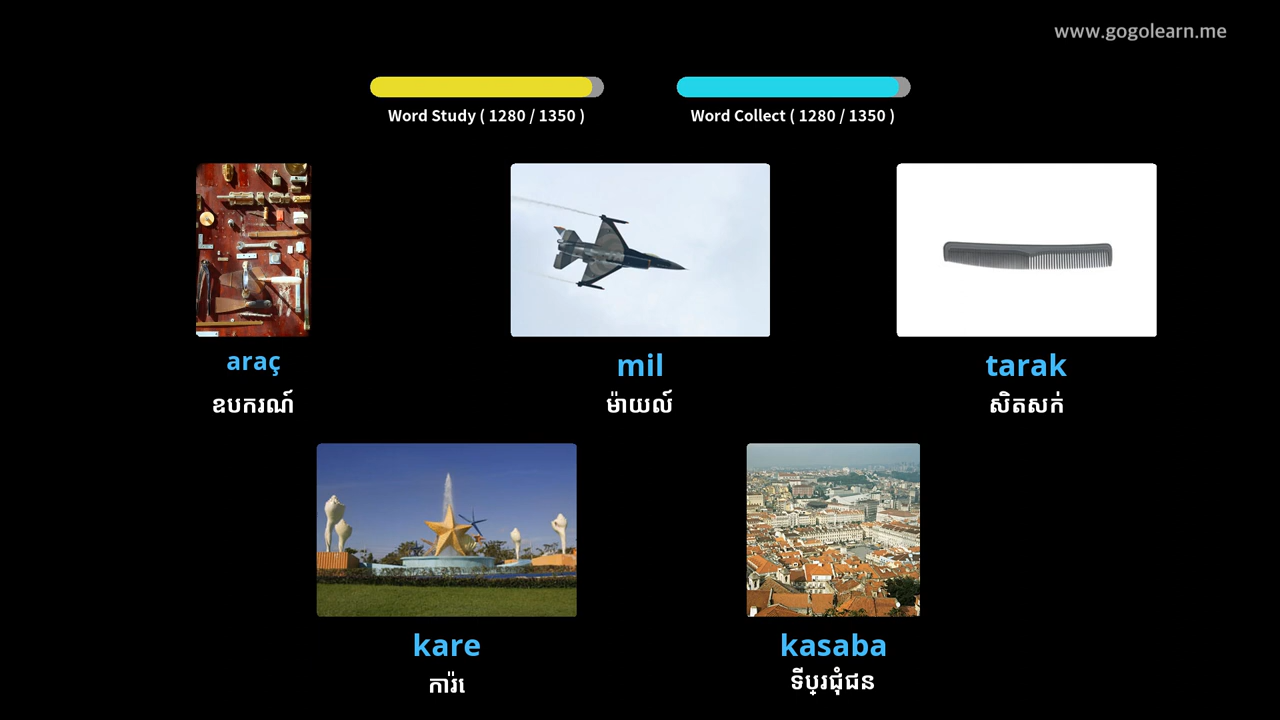 www.gogolearn.me
Word Study ( 1280 / 1350 )
Word Collect ( 1280 / 1350 )
araç
mil
tarak
ឧបករណ៍
ម៉ាយល៍
សិតសក់
kare
kasaba
ការ៉េ
ទីប្រជុំជន